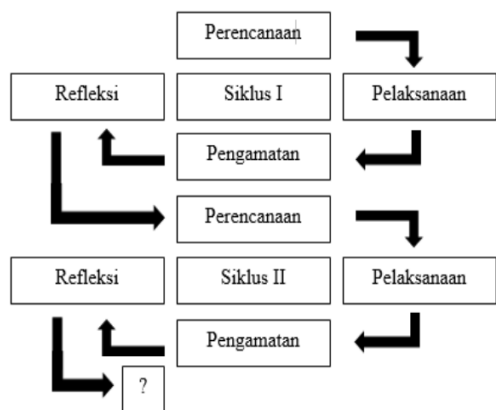 Perencanaan
Refleksi
Siklus I
Pelaksanaan
Pengamatan
Perencanaan
Refleksi
Siklus II
Pelaksanaan
Pengamatan
?